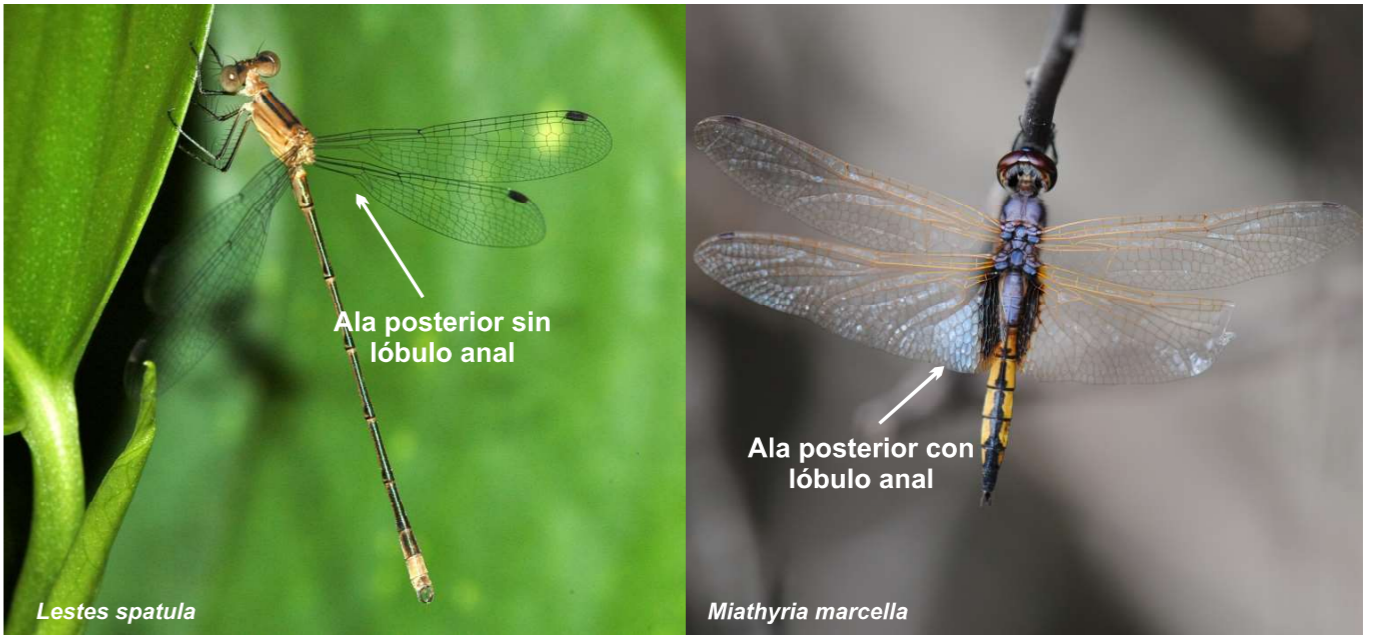 Ala posterior sin
lóbulo anal
Lestes spatula
Ala posterior con
lóbulo anal
Miathyria marcella